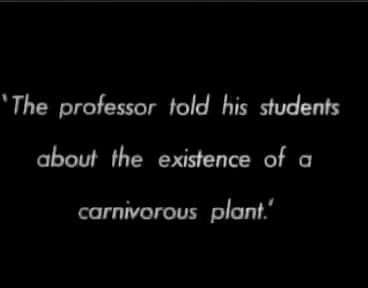 'The professor told his students
about the existence of a
carnivorous plant.'